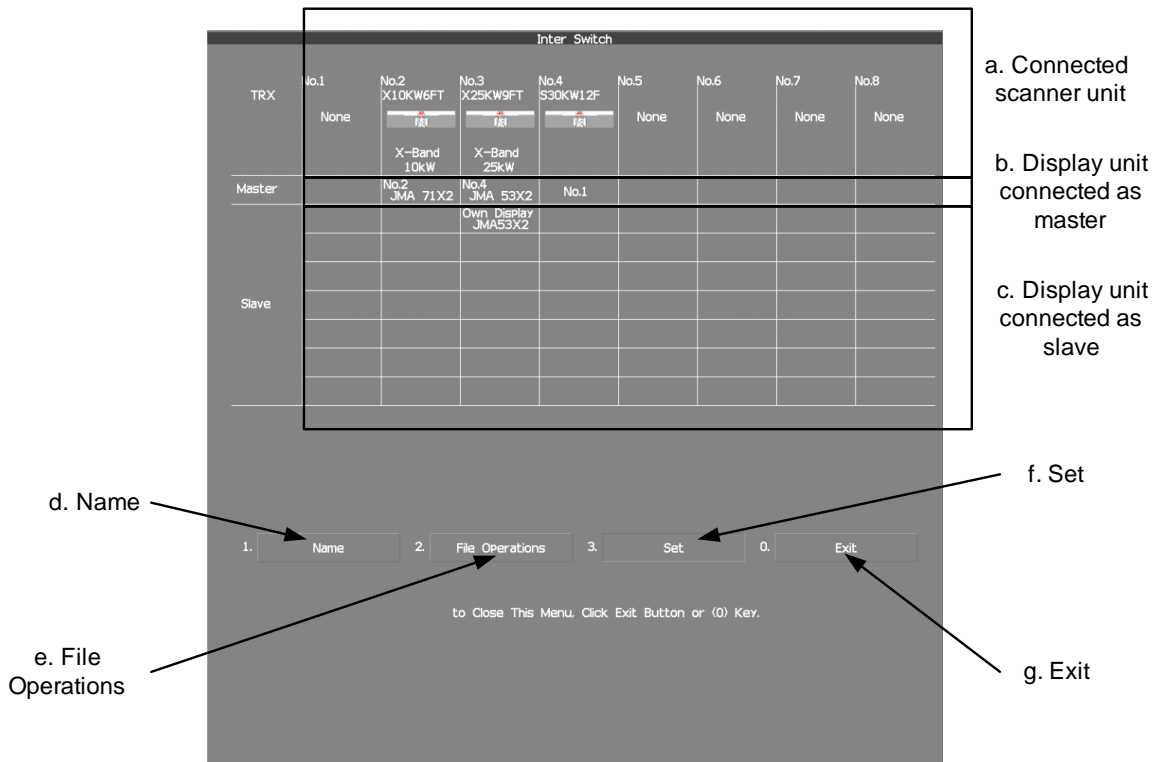 Inter Switch
TRX
No.1
None
No.2
X10KW6FT
X-Band
10kW
No.3
X25KW9FT
X-Band
25kW
No.4
S30KW12F
No.5
None
No.6
None
No.7
None
No.8
None
Master
No.2
JMA 71X2
No.4
JMA 53X2
No.1
Own Display
JMA53X2
Slave
a. Connected
scanner unit
b. Display unit
connected as
master
c. Display unit
connected as
slave
d. Name
f. Set
1. Name
2. File Operations
3. Set
0. Exit
to Close This Menu, Click Exit Button or (0) Key.
e. File
Operations
g. Exit